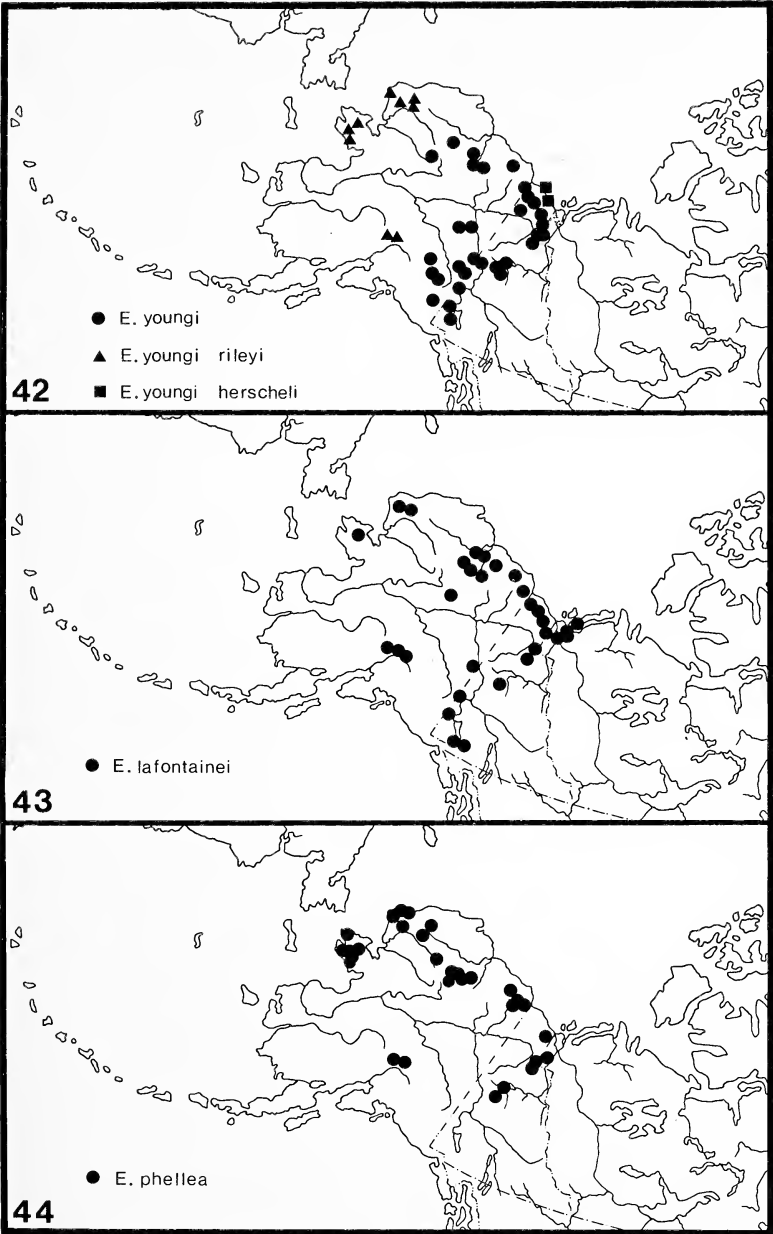 E. youngi
E. youngi rileyi
E. youngi herscheli
42
E. lafontainei
43
E. phellea
44